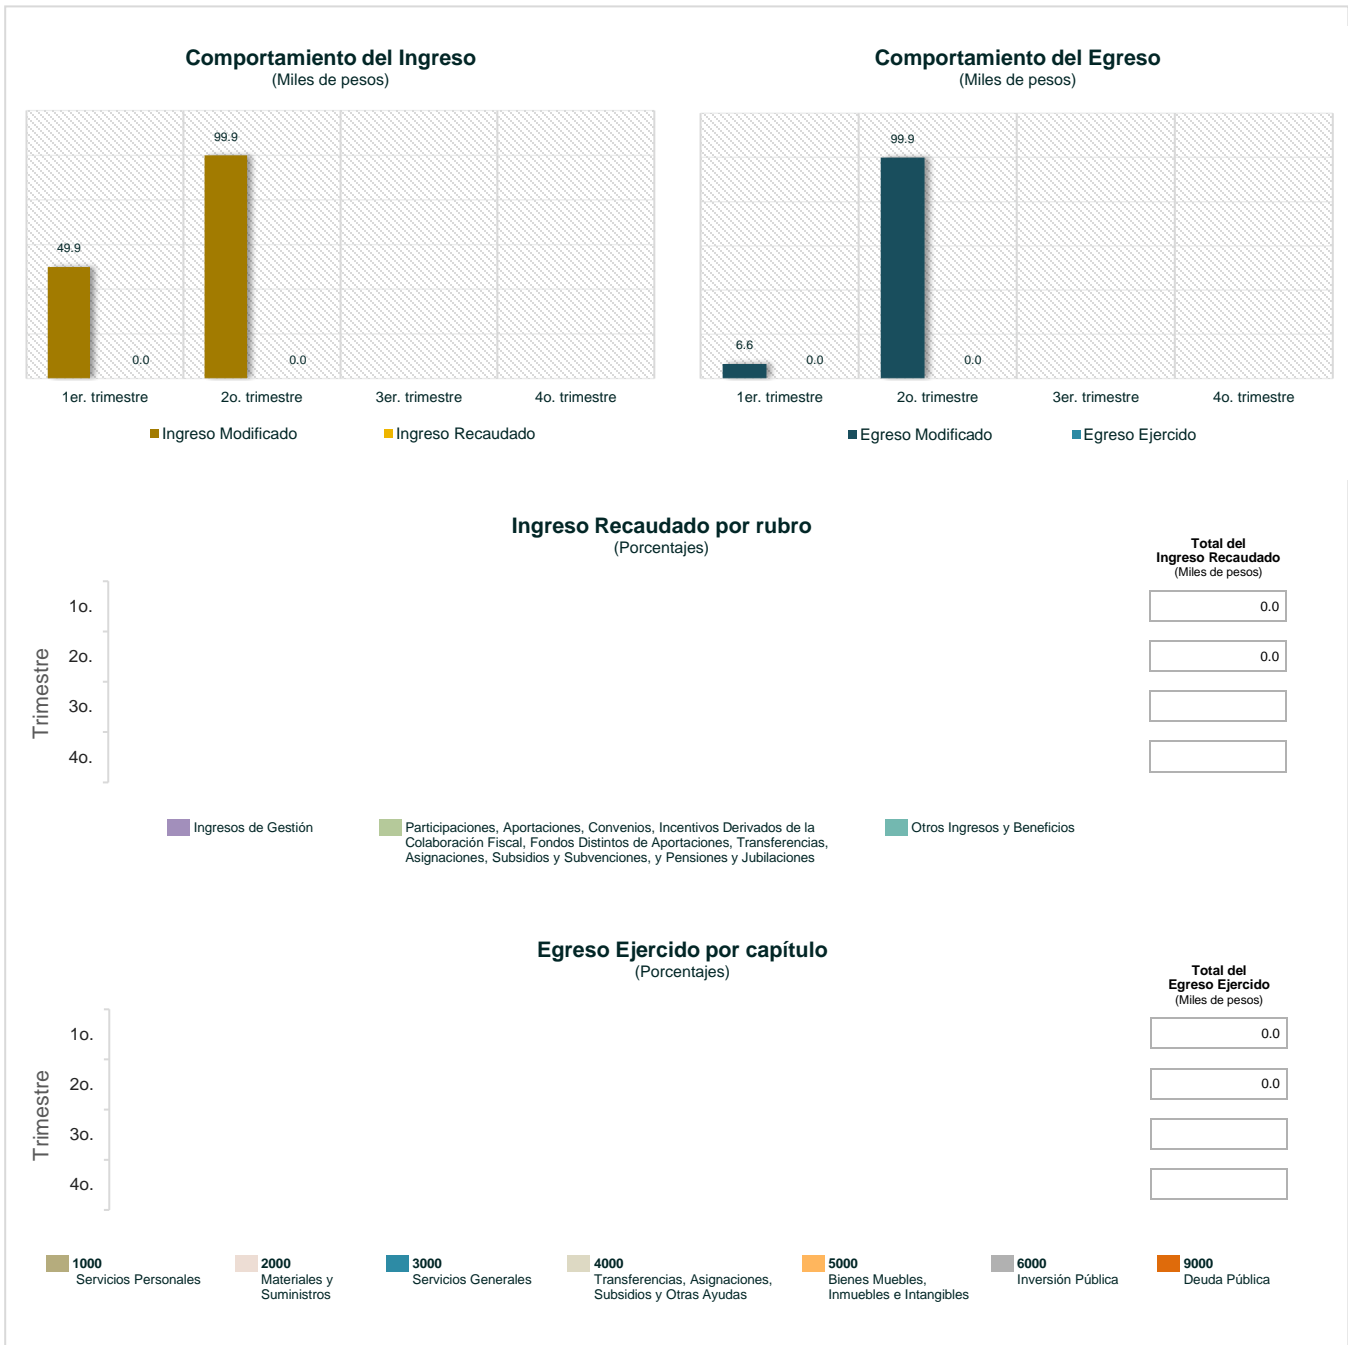 Comportamiento del Ingreso
(Miles de pesos)
99.9
49.9
0.0
0.0
1er. trimestre
2o. trimestre
3er. trimestre
4o. trimestre
Ingreso Modificado
Ingreso Recaudado
Comportamiento del Egreso
(Miles de pesos)
99.9
6.6
0.0
0.0
1er. trimestre
2o. trimestre
3er. trimestre
4o. trimestre
Egreso Modificado
Egreso Ejercido
Ingreso Recaudado por rubro
(Porcentajes)
Total del
Ingreso Recaudado
(Miles de pesos)
Trimestre
1o.
0.0
2o.
0.0
3o.
4o.
Ingresos de Gestión
Participaciones, Aportaciones, Convenios, Incentivos Derivados de la
Colaboración Fiscal, Fondos Distintos de Aportaciones, Transferencias,
Asignaciones, Subsidios y Subvenciones, y Pensiones y Jubilaciones
Otros Ingresos y Beneficios
Egreso Ejercido por capítulo
(Porcentajes)
Total del
Egreso Ejercido
(Miles de pesos)
Trimestre
1o.
0.0
2o.
0.0
3o.
4o.
1000
Servicios Personales
2000
Materiales y
Suministros
3000
Servicios Generales
4000
Transferencias, Asignaciones,
Subsidios y Otras Ayudas
5000
Bienes Muebles,
Inmuebles e Intangibles
6000
Inversión Pública
9000
Deuda Pública